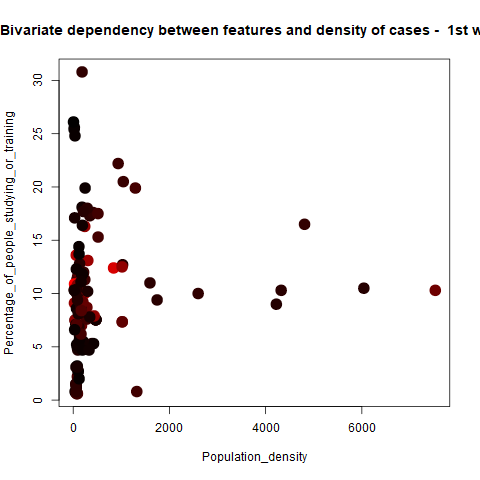 Bivariate dependency between features and density of cases -  1st w
30
25
20
15
10
5
0
Percentage_of_people_studying_or_training
0 2000 4000 6000
Population_density